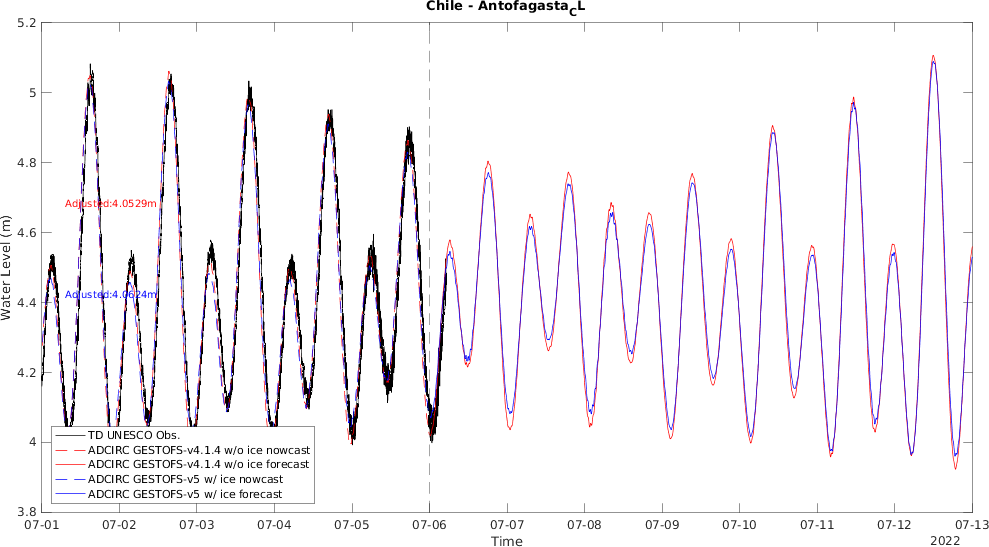 Chile - Antofagasta_CL
5.2
5
4.8
4.6
4.4
4.2
4
3.8
Water Level (m)
Adjusted:4.0529m
Adjusted:4.0624m
TD UNESCO Obs.
ADCIRC GESTOFS-v4.1.4 w/o ice nowcast
ADCIRC GESTOFS-v4.1.4 w/o ice forecast
ADCIRC GESTOFS-v5 w/ ice nowcast
ADCIRC GESTOFS-v5 w/ ice forecast
07-01 07-02 07-03 07-04 07-05 07-06 07-07 07-08 07-09 07-10 07-11 07-12 07-13
Time
2022